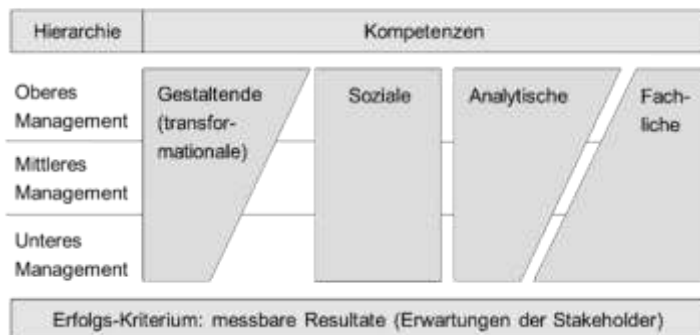 Hierarchie
Kompetenzen
Oberes
Management
Gestaltende
(transfor-
mationale)
Soziale
Analytische
Fach-
liche
Mittleres
Management
Unteres
Management
Erfolgs-Kriterium: messbare Resultate (Erwartungen der Stakeholder)